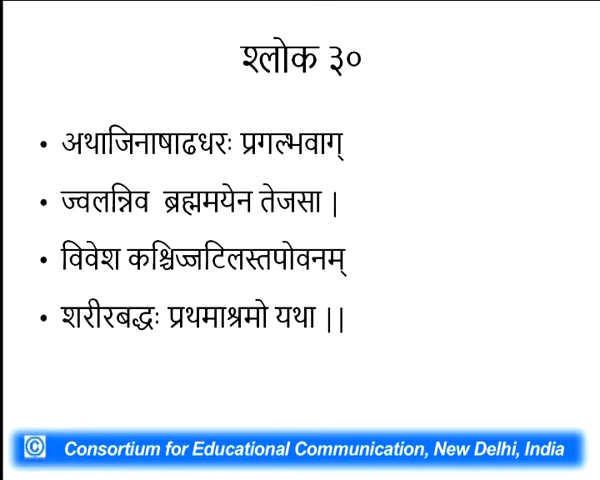 श्लोक ३०
• अथाजिनाषाढधरः प्रगल्भवाग्
• ज्वलन्निव ब्रह्ममयेन तेजसा |
• विवेश कश्चिज्जटिलस्तपोवनम्
• शरीरबद्धः प्रथमाश्रमो यथा ||
© Consortium for Educational Communication, New Delhi, India